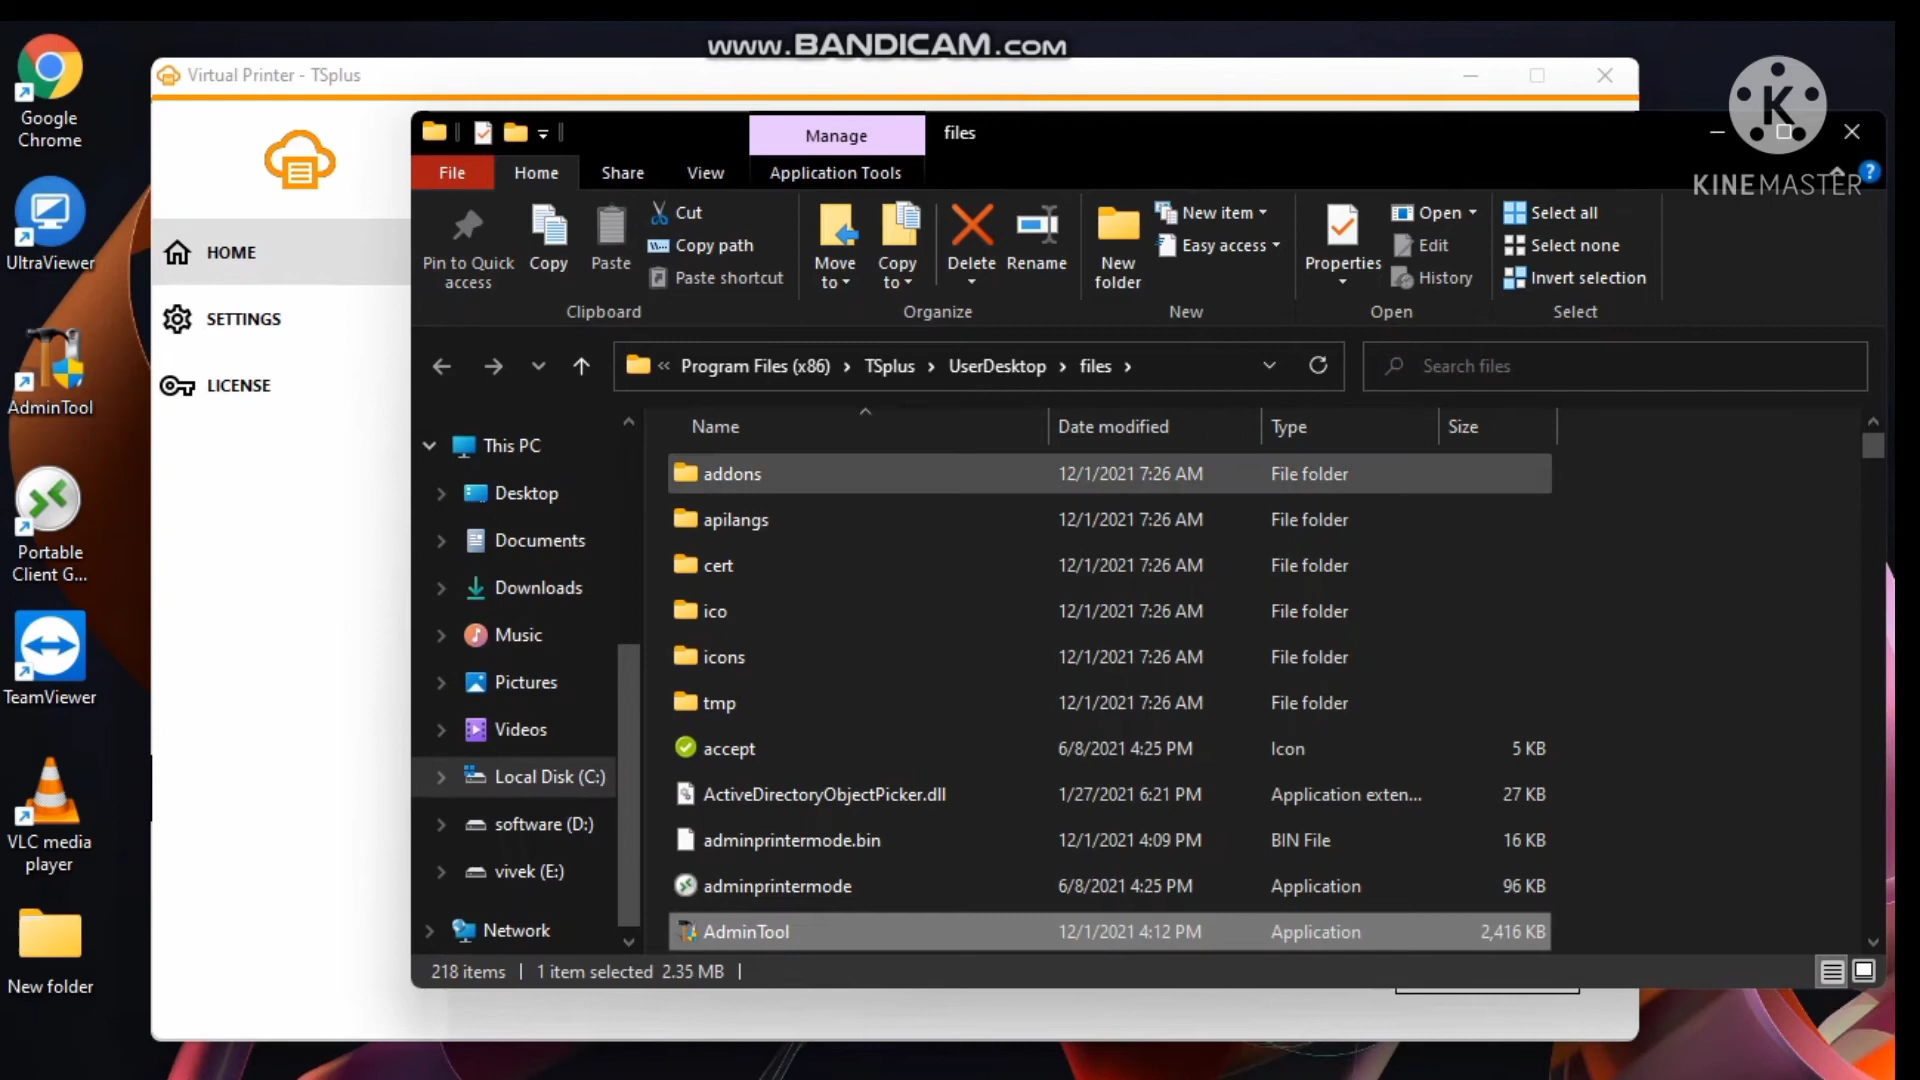 www.BANDICAM.com
Virtual Printer - TSplus
K
KINEMASTER
Google
Chrome
UltraViewer
AdminTool
Portable
Client G...
TeamViewer
VLC media
player
New folder
HOME
SETTINGS
LICENSE
Manage
files
File
Home
Share
View
Application Tools
?
Pin to Quick
access
Copy
Paste
Cut
Copy path
Paste shortcut
Clipboard
Move
to
Copy
to
Delete
Rename
Organize
New
folder
New item
Easy access
New
Properties
Open
Edit
History
Open
Select all
Select none
Invert selection
Select
« Program Files (x86) › TSplus › UserDesktop › files ›
Search files
This PC
Desktop
Documents
Downloads
Music
Pictures
Videos
Local Disk (C:)
software (D:)
vivek (E:)
Network
Name Date modified Type Size
addons 12/1/2021 7:26 AM File folder
apilangs 12/1/2021 7:26 AM File folder
cert 12/1/2021 7:26 AM File folder
ico 12/1/2021 7:26 AM File folder
icons 12/1/2021 7:26 AM File folder
tmp 12/1/2021 7:26 AM File folder
accept 6/8/2021 4:25 PM Icon 5 KB
ActiveDirectoryObjectPicker.dll 1/27/2021 6:21 PM Application exten... 27 KB
adminprintermode.bin 12/1/2021 4:09 PM BIN File 16 KB
adminprintermode 6/8/2021 4:25 PM Application 96 KB
AdminTool 12/1/2021 4:12 PM Application 2,416 KB
218 items 1 item selected 2.35 MB